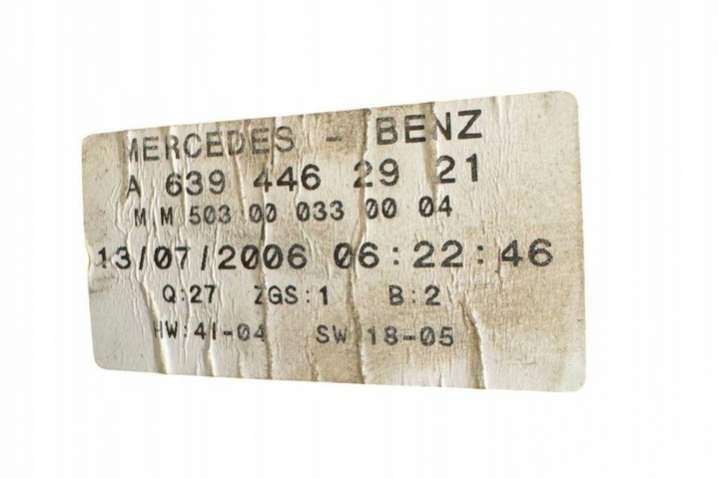 MERCEDES - BENZ
A 639 446 29 21
MM 503 00 033 00 04
13/07/2006 06:22:46
Q:27 ZGS:1 B:2
HW:41-04 SW:18-05